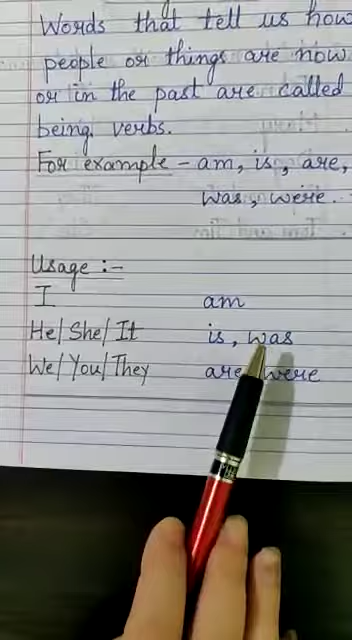 Words that tell us how
people or things are now
or in the past are called
being verbs.
For example - am, is, are,
was, were.
Usage :-
I am
He/She/It is, was
We/You/They are, were